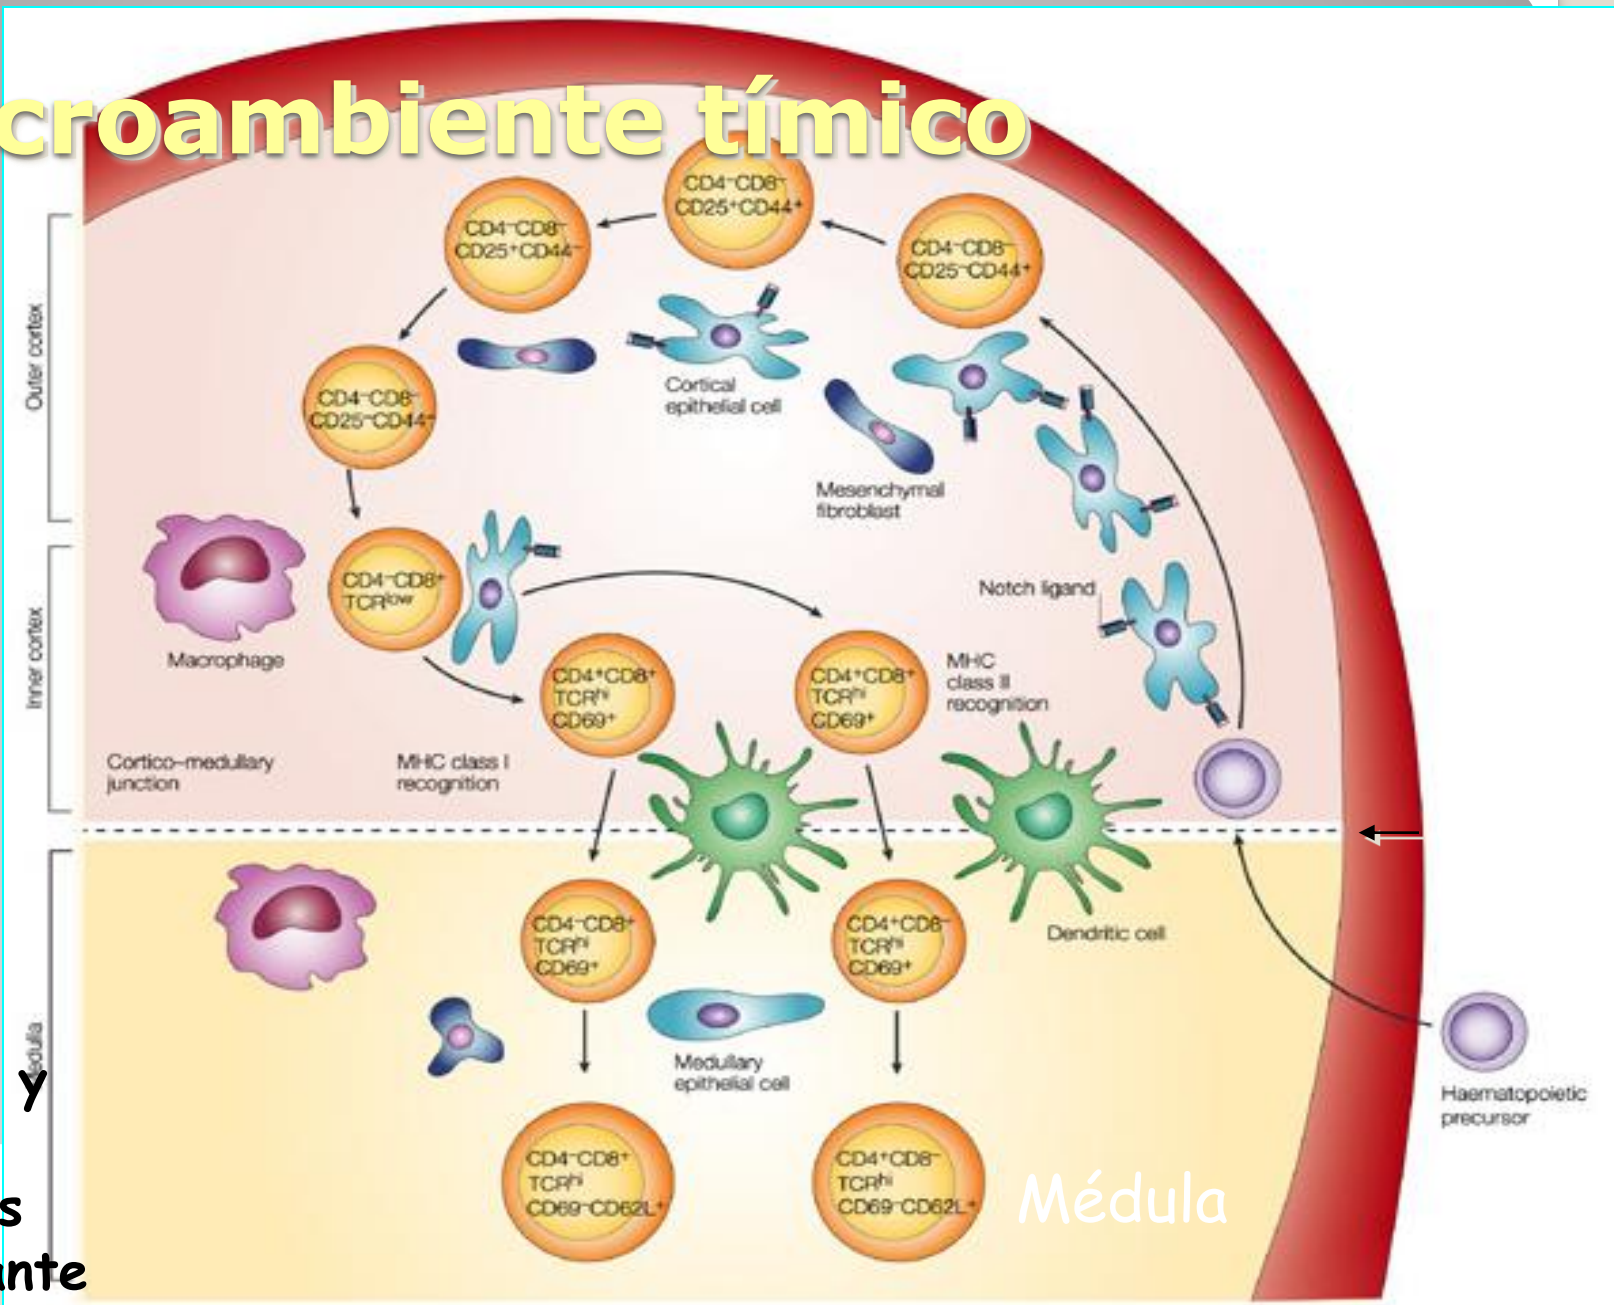 croambiente tímico
CD4⁻CD8⁻
CD25⁺CD44⁺
CD4⁻CD8⁻
CD25⁺CD44⁻
CD4⁻CD8⁻
CD25⁻CD44⁺
Outer cortex
CD4⁻CD8⁻
CD25⁻CD44⁻
Cortical
epithelial cell
Mesenchymal
fibroblast
Inner cortex
CD4⁻CD8⁺
TCRˡᵒʷ
Notch ligand
Macrophage
CD4⁺CD8⁺
TCRʰⁱ
CD69⁺
CD4⁺CD8⁺
TCRʰⁱ
CD69⁺
MHC
class II
recognition
Cortico–medullary
junction
MHC class I
recognition
CD4⁻CD8⁺
TCRʰⁱ
CD69⁺
CD4⁺CD8⁻
TCRʰⁱ
CD69⁺
Dendritic cell
edulla
y
Medullary
epithelial cell
Haematopoietic
precursor
CD4⁻CD8⁺
TCRʰⁱ
CD69⁻CD62L⁺
CD4⁺CD8⁻
TCRʰⁱ
CD69⁻CD62L⁺
Médula
s
ante